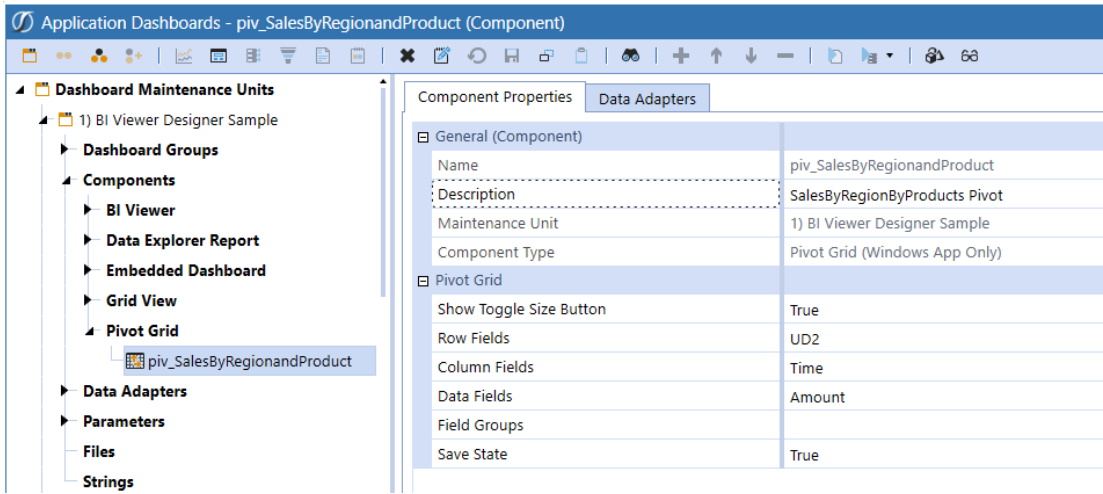 Application Dashboards - piv_SalesByRegionandProduct (Component)
Dashboard Maintenance Units
1) BI Viewer Designer Sample
Dashboard Groups
Components
BI Viewer
Data Explorer Report
Embedded Dashboard
Grid View
Pivot Grid
piv_SalesByRegionandProduct
Data Adapters
Parameters
Files
Strings
Component Properties Data Adapters
General (Component)
Name piv_SalesByRegionandProduct
Description SalesByRegionByProducts Pivot
Maintenance Unit 1) BI Viewer Designer Sample
Component Type Pivot Grid (Windows App Only)
Pivot Grid
Show Toggle Size Button True
Row Fields UD2
Column Fields Time
Data Fields Amount
Field Groups
Save State True